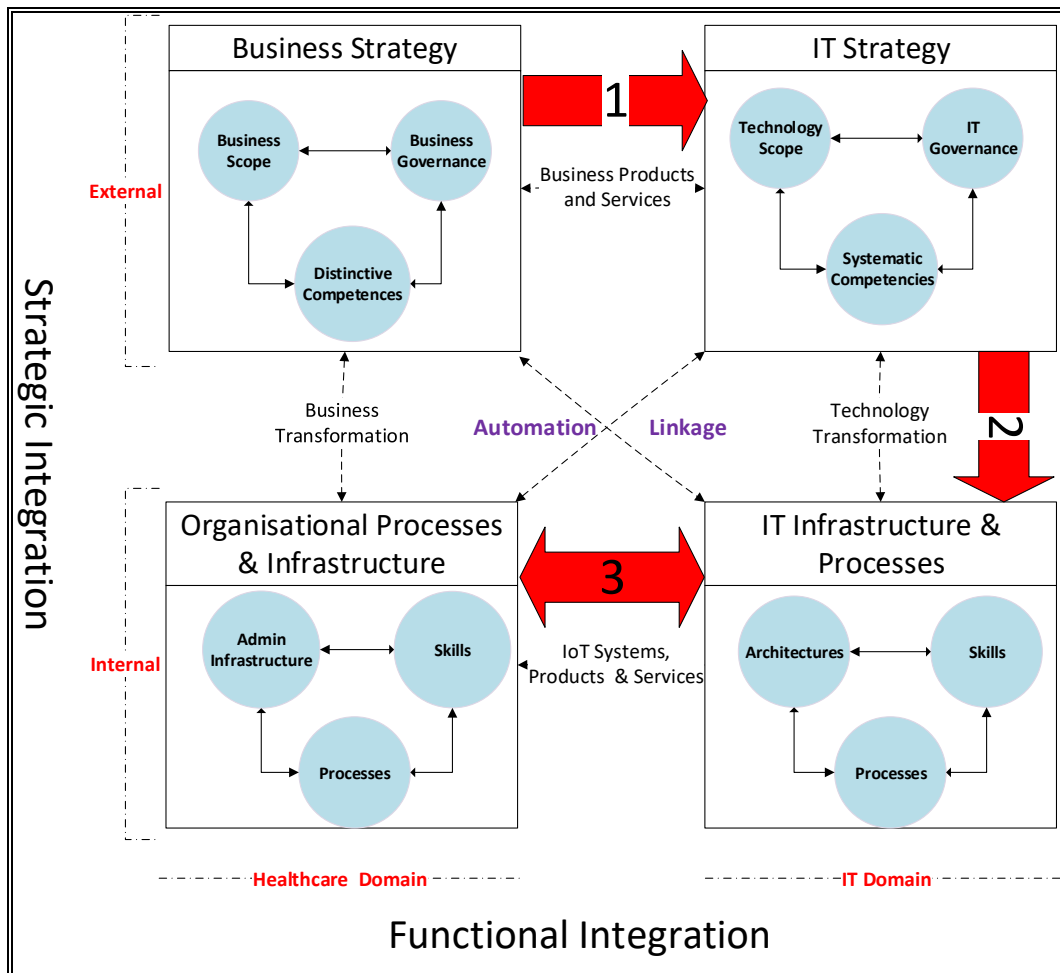 Business Strategy
IT Strategy
1
Business
Scope
Business
Governance
Distinctive
Competences
Technology
Scope
IT
Governance
Systematic
Competencies
Business Products
and Services
External
Strategic Integration
Business
Transformation
Automation
Linkage
Technology
Transformation
2
Organisational Processes
& Infrastructure
IT Infrastructure &
Processes
3
Admin
Infrastructure
Skills
Processes
IoT Systems,
Products & Services
Architectures
Skills
Processes
Internal
Healthcare Domain
IT Domain
Functional Integration